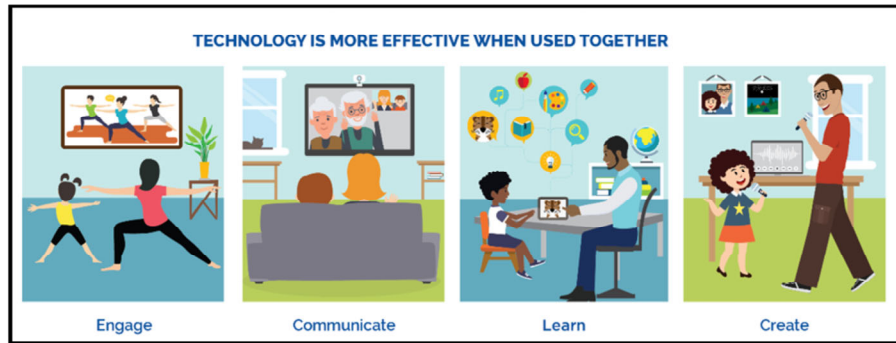 TECHNOLOGY IS MORE EFFECTIVE WHEN USED TOGETHER
Engage
Communicate
Learn
Create